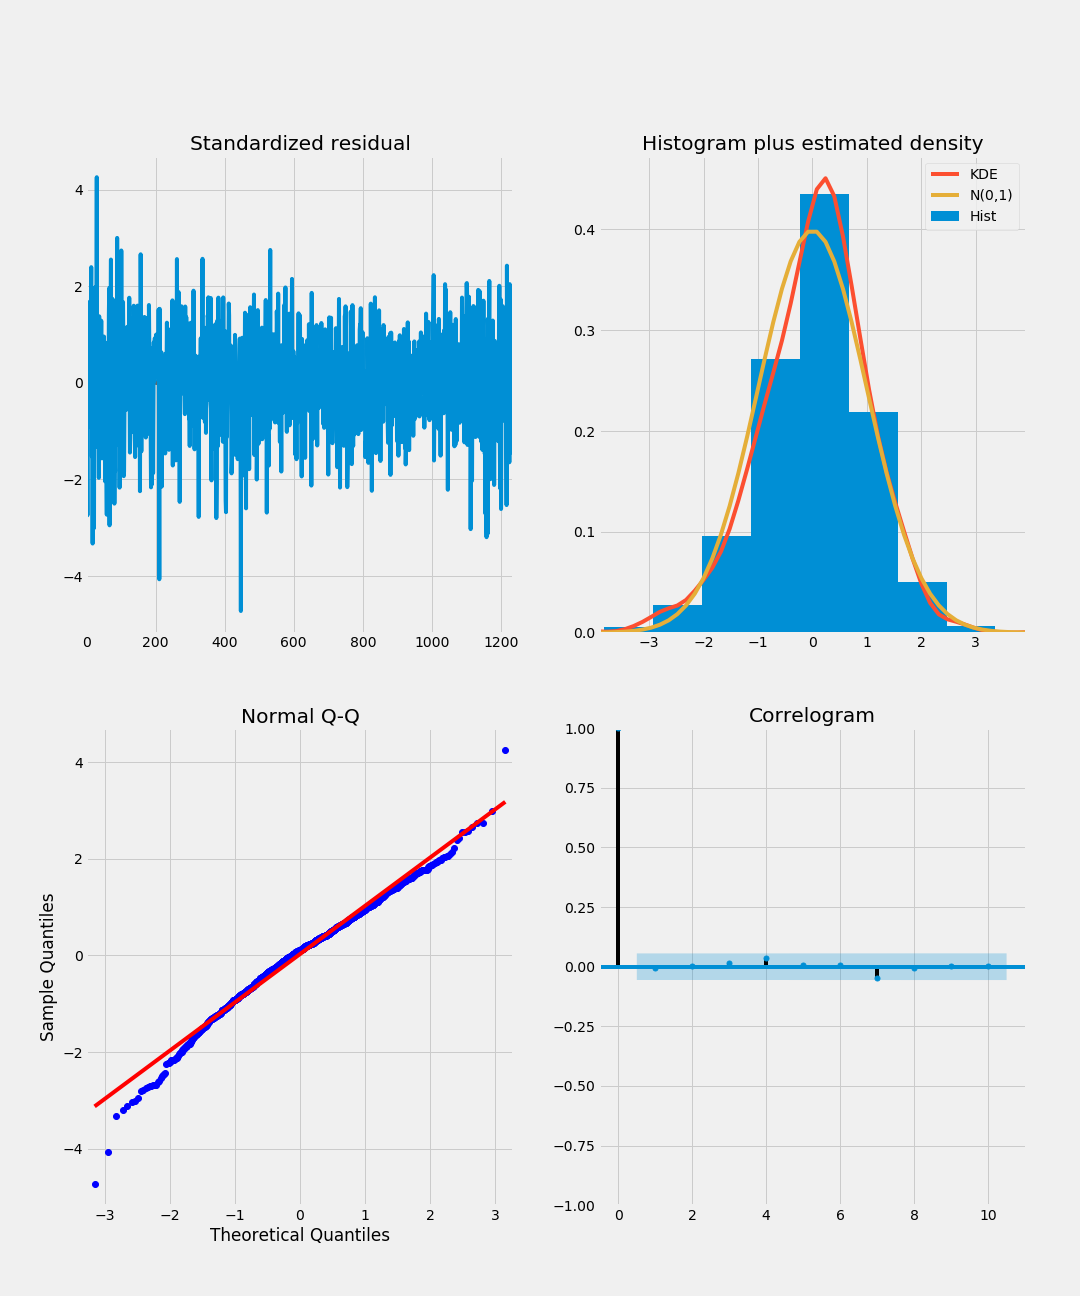 Standardized residual
4
2
0
−2
−4
0 200 400 600 800 1000 1200
Histogram plus estimated density
KDE
N(0,1)
Hist
0.4
0.3
0.2
0.1
0.0
−3 −2 −1 0 1 2 3
Normal Q-Q
4
2
0
−2
−4
Sample Quantiles
−3 −2 −1 0 1 2 3
Theoretical Quantiles
Correlogram
1.00
0.75
0.50
0.25
0.00
−0.25
−0.50
−0.75
−1.00
0 2 4 6 8 10